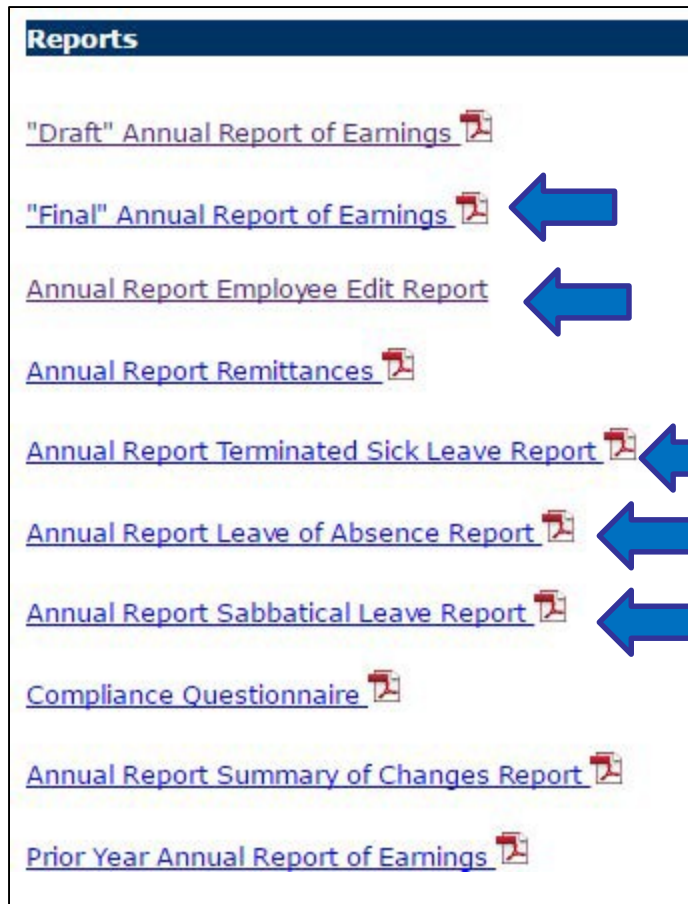 Reports
"Draft" Annual Report of Earnings
"Final" Annual Report of Earnings
Annual Report Employee Edit Report
Annual Report Remittances
Annual Report Terminated Sick Leave Report
Annual Report Leave of Absence Report
Annual Report Sabbatical Leave Report
Compliance Questionnaire
Annual Report Summary of Changes Report
Prior Year Annual Report of Earnings